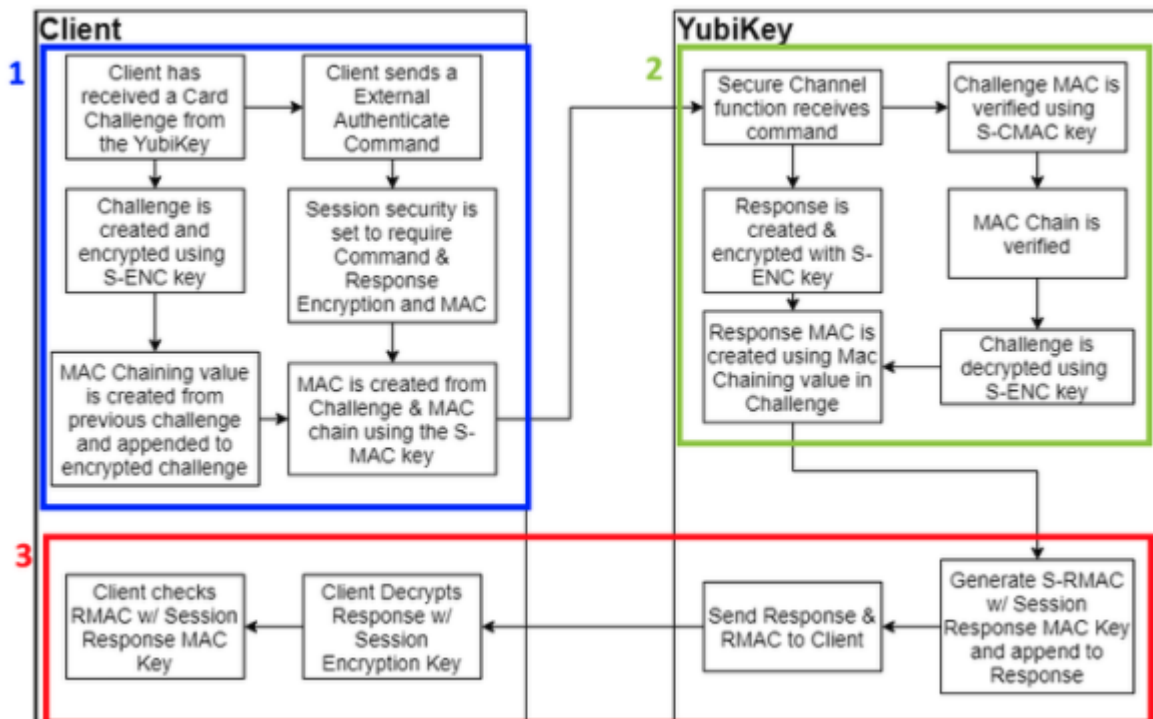 Client
1
Client has
received a Card
Challenge from
the YubiKey
Client sends a
External
Authenticate
Command
Challenge is
created and
encrypted using
S-ENC key
Session security is
set to require
Command &
Response
Encryption and MAC
MAC Chaining value
is created from
previous challenge
and appended to
encrypted challenge
MAC is created from
Challenge & MAC
chain using the S-
MAC key
YubiKey
2
Secure Channel
function receives
command
Challenge MAC is
verified using
S-CMAC key
Response is
created &
encrypted with S-
ENC key
MAC Chain is
verified
Response MAC is
created using Mac
Chaining value in
Challenge
Challenge is
decrypted using
S-ENC key
3
Client checks
RMAC w/ Session
Response MAC
Key
Client Decrypts
Response w/
Session
Encryption Key
Send Response &
RMAC to Client
Generate S-RMAC
w/ Session
Response MAC Key
and append to
Response